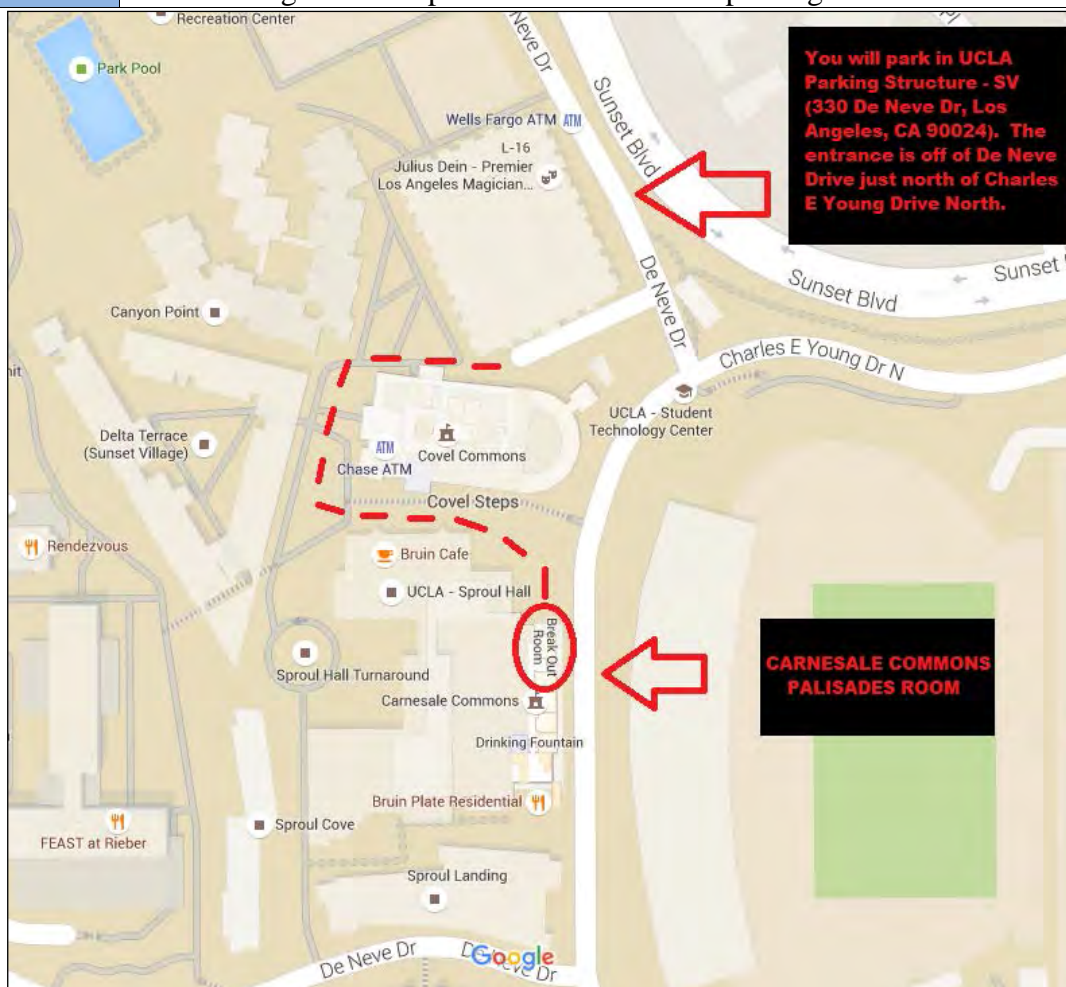 Recreation Center
Park Pool
Neve Dr
Sunset Blvd
Wells Fargo ATM
ATM
L-16
Julius Dein - Premier
Los Angeles Magician...
You will park in UCLA
Parking Structure - SV
(330 De Neve Dr, Los
Angeles, CA 90024). The
entrance is off of De Neve
Drive just north of Charles
E Young Drive North.
De Neve Dr
Sunset Blvd
Sunset
Canyon Point
Charles E Young Dr N
UCLA - Student
Technology Center
Delta Terrace
(Sunset Village)
ATM
Chase ATM
Covel Commons
Covel Steps
Rendezvous
Bruin Cafe
UCLA - Sproul Hall
Break Out
Room
Sproul Hall Turnaround
Carnesale Commons
CARNESALE COMMONS
PALISADES ROOM
Drinking Fountain
Bruin Plate Residential
Sproul Cove
FEAST at Rieber
Sproul Landing
De Neve Dr
Google